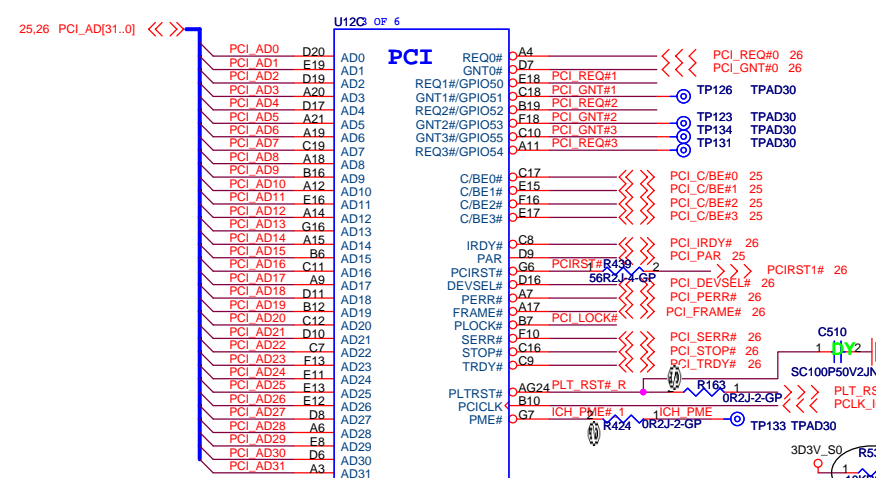 U12C 3 OF 6
25,26 PCI_AD[31..0]
PCI
PCI_AD0 D20 AD0 REQ0# A4 PCI_REQ#0 26
PCI_AD1 E19 AD1 GNT0# D7 PCI_GNT#0 26
PCI_AD2 D19 AD2 REQ1#/GPIO50 E18 PCI_REQ#1
PCI_AD3 A20 AD3 GNT1#/GPIO51 C18 PCI_GNT#1 TP126 TPAD30
PCI_AD4 D17 AD4 REQ2#/GPIO52 B19 PCI_REQ#2
PCI_AD5 A21 AD5 GNT2#/GPIO53 F18 PCI_GNT#2 TP123 TPAD30
PCI_AD6 A19 AD6 GNT3#/GPIO55 C10 PCI_GNT#3 TP134 TPAD30
PCI_AD7 C19 AD7 REQ3#/GPIO54 A11 PCI_REQ#3 TP131 TPAD30
PCI_AD8 A18 AD8
PCI_AD9 B16 AD9 C/BE0# C17 PCI_C/BE#0 25
PCI_AD10 A12 AD10 C/BE1# E15 PCI_C/BE#1 25
PCI_AD11 E16 AD11 C/BE2# F16 PCI_C/BE#2 25
PCI_AD12 A14 AD12 C/BE3# E17 PCI_C/BE#3 25
PCI_AD13 G16 AD13
PCI_AD14 A15 AD14 IRDY# C8 PCI_IRDY# 26
PCI_AD15 B6 AD15 PAR D9 PCI_PAR 25
PCI_AD16 C11 AD16 PCIRST# G6 PCIRST# 1 R439 2 PCIRST1# 26
56R2J-4-GP
PCI_AD17 A9 AD17 DEVSEL# D16 PCI_DEVSEL# 26
PCI_AD18 D11 AD18 PERR# A7 PCI_PERR# 26
PCI_AD19 B12 AD19 FRAME# A17 PCI_FRAME# 26
PCI_AD20 C12 AD20 PLOCK# B7 PCI_LOCK#
PCI_AD21 D10 AD21 SERR# F10 PCI_SERR# 26
PCI_AD22 C7 AD22 STOP# C16 PCI_STOP# 26
PCI_AD23 F13 AD23 TRDY# C9 PCI_TRDY# 26
C510
1 DY 2
SC100P50V2JN
PCI_AD24 E11 AD24
PCI_AD25 E13 AD25 PLTRST# AG24 PLT_RST#_R R163 1 PLT_RS
0R2J-2-GP
PCI_AD26 E12 AD26 PCICLK B10 PCLK_I
PCI_AD27 D8 AD27 PME# G7 ICH_PME#_1 2 R424 1 ICH_PME TP133 TPAD30
0R2J-2-GP
PCI_AD28 A6 AD28
PCI_AD29 E8 AD29
PCI_AD30 D6 AD30
PCI_AD31 A3 AD31
3D3V_S0